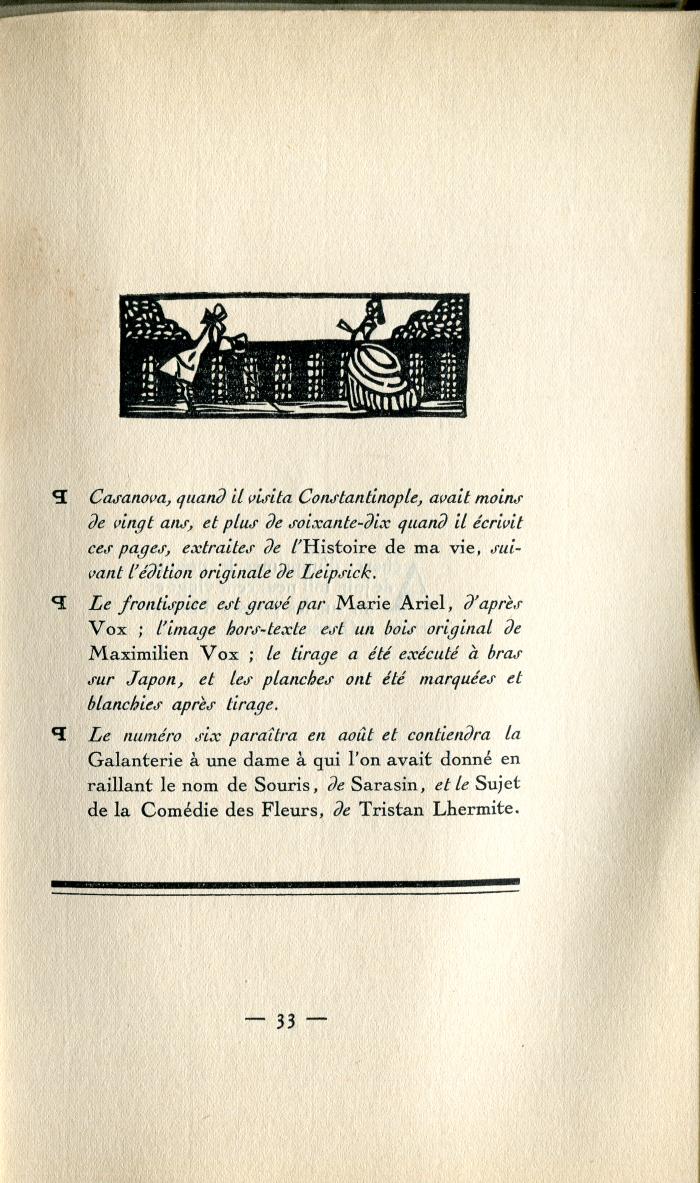 ¶ Casanova, quand il visita Constantinople, avait moins
de vingt ans, et plus de soixante-dix quand il écrivit
ces pages, extraites de l'Histoire de ma vie, sui-
vant l'édition originale de Leipsick.
¶ Le frontispice est gravé par Marie Ariel, d'après
Vox ; l'image hors-texte est un bois original de
Maximilien Vox ; le tirage a été exécuté à bras
sur Japon, et les planches ont été marquées et
blanchies après tirage.
¶ Le numéro six paraîtra en août et contiendra la
Galanterie à une dame à qui l'on avait donné en
raillant le nom de Souris, de Sarasin, et le Sujet
de la Comédie des Fleurs, de Tristan Lhermite.
— 33 —